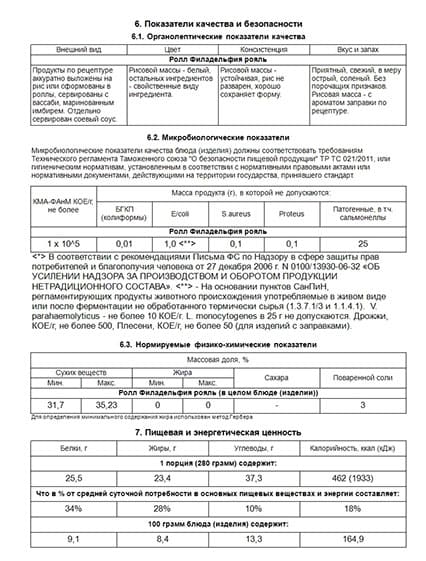 6. Показатели качества и безопасности
6.1. Органолептические показатели качества
Внешний вид Цвет Консистенция Вкус и запах
Ролл Филадельфия рояль
Продукты по рецептуре аккуратно выложены на рис или сформованы в роллы, сервированы с вассаби, маринованным имбирем. Отдельно сервирован соевый соус.
Рисовой массы - белый, остальных ингредиентов - свойственные виду ингредиента.
Рисовой массы - устойчивая, рис не разварен, хорошо сохраняет форму.
Приятный, свежий, в меру острый, соленый. Без порочащих признаков. Рисовая масса - с ароматом заправки по рецептуре.
6.2. Микробиологические показатели
Микробиологические показатели качества блюда (изделия) должны соответствовать требованиям
Технического регламента Таможенного союза "О безопасности пищевой продукции" ТР ТС 021/2011, или
гигиеническим нормативам, установленным в соответствии с нормативными правовыми актами или
нормативными документами, действующими на территории государства, принявшего стандарт.
КМА-ФАнМ КОЕ/г, не более
Масса продукта (г), в которой не допускаются:
БГКП (колиформы) E/coli S.aureus Proteus Патогенные, в т.ч. сальмонеллы
Ролл Филадельфия рояль
1 x 10^5 0,01 1,0 <**> 0,1 0,1 25
<*> В соответствии с рекомендациями Письма ФС по Надзору в сфере защиты прав
потребителей и благополучия человека от 27 декабря 2006 г. N 0100/13930-06-32 «ОБ
УСИЛЕНИИ НАДЗОРА ЗА ПРОИЗВОДСТВОМ И ОБОРОТОМ ПРОДУКЦИИ
НЕТРАДИЦИОННОГО СОСТАВА». <**> - На основании пунктов СанПиН,
регламентирующих продукты животного происхождения употребляемые в живом виде
или после ферментации не обработанного термически сырья (1.3.7.1/3 и 1.1.4.1). V.
parahaemolyticus - не более 10 КОЕ/г. L. monocytogenes в 25 г не допускаются. Дрожжи,
КОЕ/г, не более 500, Плесени, КОЕ/г, не более 50 (для изделий с заправками).
6.3. Нормируемые физико-химические показатели
Массовая доля, %
Сухих веществ Жира Сахара Поваренной соли
Мин. Макс. Мин. Макс.
Ролл Филадельфия рояль (в целом блюде (изделии))
31,7 35,23 0 0 - 3
Для определения минимального содержания жира использован метод Гербера
7. Пищевая и энергетическая ценность
Белки, г Жиры, г Углеводы, г Калорийность, ккал (кДж)
1 порция (280 грамм) содержит:
25,5 23,4 37,3 462 (1933)
Что в % от средней суточной потребности в основных пищевых веществах и энергии составляет:
34% 28% 10% 18%
100 грамм блюда (изделия) содержит:
9,1 8,4 13,3 164,9